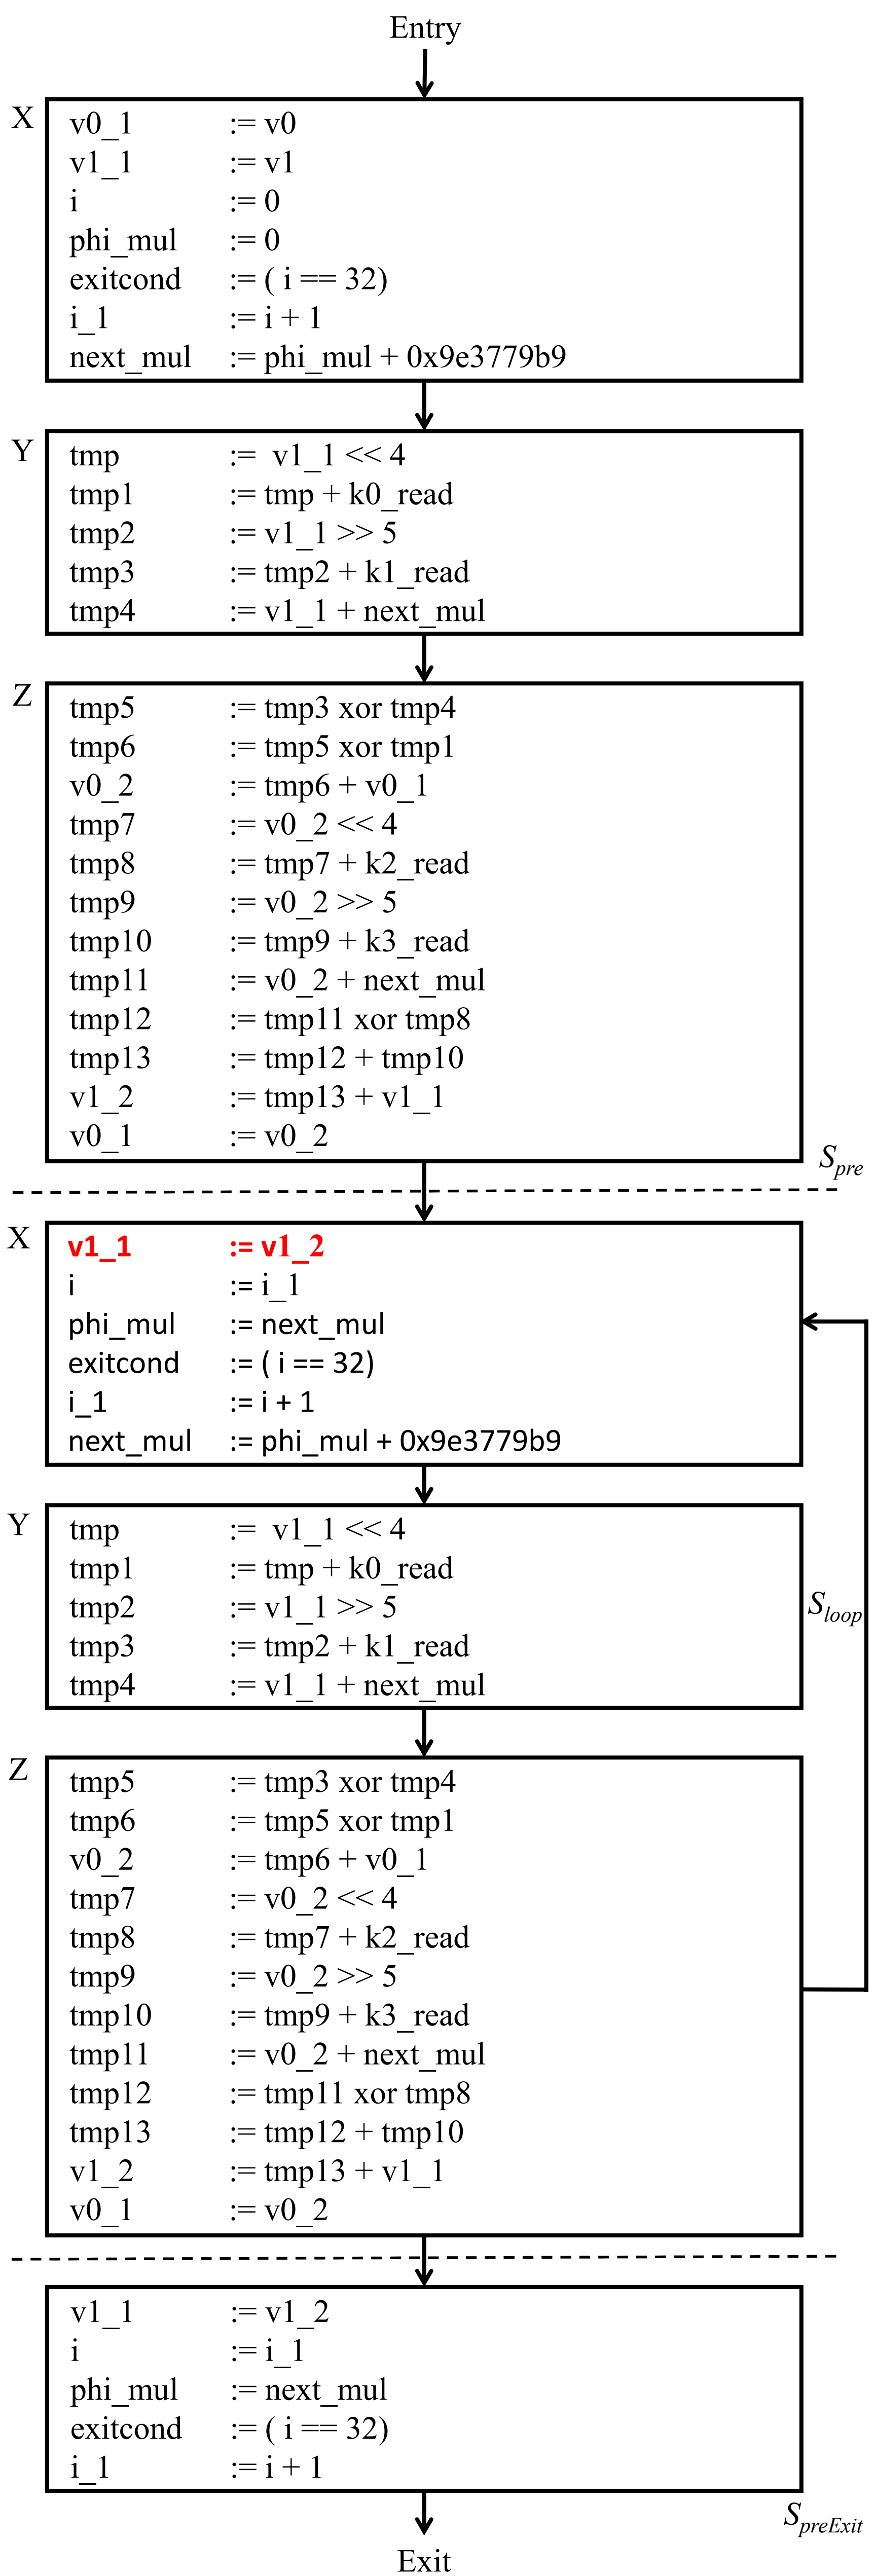 Entry
X
v0_1 := v0
v1_1 := v1
i := 0
phi_mul := 0
exitcond := ( i == 32)
i_1 := i + 1
next_mul := phi_mul + 0x9e3779b9
Y
tmp := v1_1 << 4
tmp1 := tmp + k0_read
tmp2 := v1_1 >> 5
tmp3 := tmp2 + k1_read
tmp4 := v1_1 + next_mul
Z
tmp5 := tmp3 xor tmp4
tmp6 := tmp5 xor tmp1
v0_2 := tmp6 + v0_1
tmp7 := v0_2 << 4
tmp8 := tmp7 + k2_read
tmp9 := v0_2 >> 5
tmp10 := tmp9 + k3_read
tmp11 := v0_2 + next_mul
tmp12 := tmp11 xor tmp8
tmp13 := tmp12 + tmp10
v1_2 := tmp13 + v1_1
v0_1 := v0_2
Spre
X
v1_1 := v1_2
i := i_1
phi_mul := next_mul
exitcond := ( i == 32)
i_1 := i + 1
next_mul := phi_mul + 0x9e3779b9
Y
tmp := v1_1 << 4
tmp1 := tmp + k0_read
tmp2 := v1_1 >> 5
tmp3 := tmp2 + k1_read
tmp4 := v1_1 + next_mul
Sloop
Z
tmp5 := tmp3 xor tmp4
tmp6 := tmp5 xor tmp1
v0_2 := tmp6 + v0_1
tmp7 := v0_2 << 4
tmp8 := tmp7 + k2_read
tmp9 := v0_2 >> 5
tmp10 := tmp9 + k3_read
tmp11 := v0_2 + next_mul
tmp12 := tmp11 xor tmp8
tmp13 := tmp12 + tmp10
v1_2 := tmp13 + v1_1
v0_1 := v0_2
v1_1 := v1_2
i := i_1
phi_mul := next_mul
exitcond := ( i == 32)
i_1 := i + 1
SpreExit
Exit